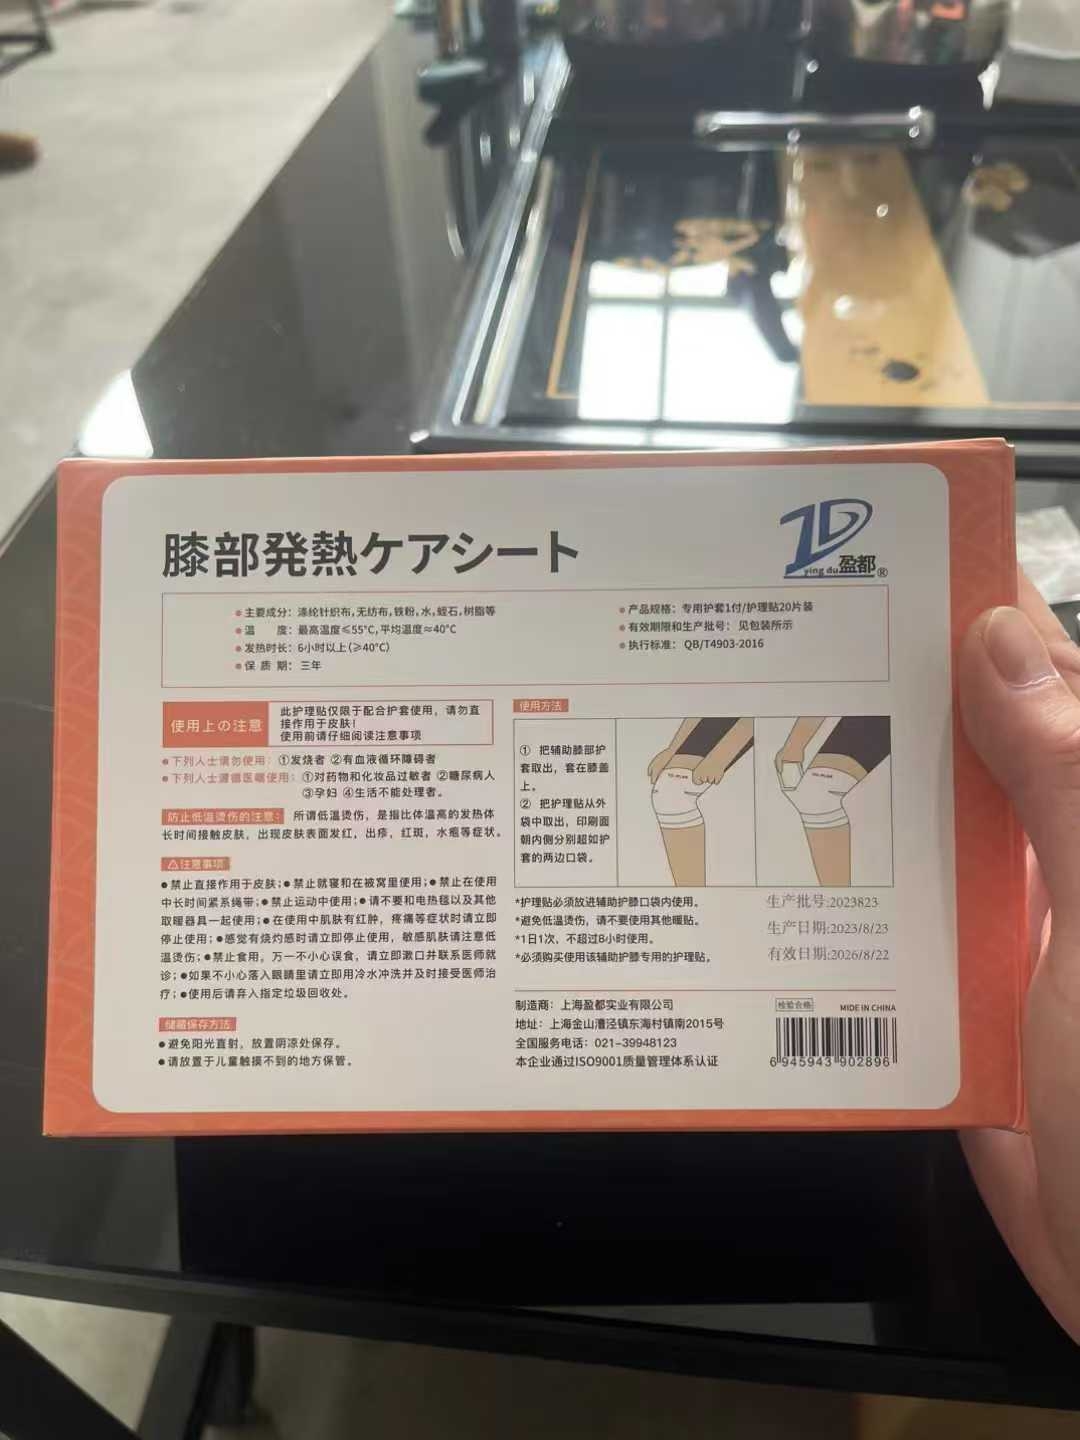 膝部発熱ケアシート
ZD
ying du盈都®
●主要成分：涤纶针织布，无纺布，铁粉，水，蛭石，树脂等
●温 度：最高温度≤55℃，平均温度≈40℃
●发热时长：6小时以上（≥40℃）
●保 质 期：三年
●产品规格：专用护套1付/护理贴20片装
●有效期限和生产批号：见包装所示
●执行标准：QB/T4903-2016
使用上の注意
此护理贴仅限于配合护套使用，请勿直
接作用于皮肤！
使用前请仔细阅读注意事项
●下列人士请勿使用：①发烧者 ②有血液循环障碍者
●下列人士遵循医嘱使用：①对药物和化妆品过敏者 ②糖尿病人
③孕妇 ④生活不能处理者。
防止低温烫伤的注意： 所谓低温烫伤，是指比体温高的发热体
长时间接触皮肤，出现皮肤表面发红，出疹，红斑，水疱等症状。
⚠注意事项
●禁止直接作用于皮肤；●禁止就寝和在被窝里使用；●禁止在使用
中长时间紧系绳带；●禁止运动中使用；●请不要和电热毯以及其他
取暖器具一起使用；●在使用中肌肤有红肿，疼痛等症状时请立即
停止使用；●感觉有烧灼感时请立即停止使用，敏感肌肤请注意低
温烫伤；●禁止食用，万一不小心误食，请立即漱口并联系医师就
诊；●如果不小心落入眼睛里请立即用冷水冲洗并及时接受医师治
疗；●使用后请弃入指定垃圾回收处。
储藏保存方法
●避免阳光直射，放置阴凉处保存。
●请放置于儿童触摸不到的地方保管。
使用方法
① 把辅助膝部护
套取出，套在膝盖
上。
② 把护理贴从外
袋中取出，印刷面
朝内侧分别超如护
套的两边口袋。
*护理贴必须放进辅助护膝口袋内使用。
*避免低温烫伤，请不要使用其他暖贴。
*1日1次，不超过8小时使用。
*必须购买使用该辅助护膝专用的护理贴。
生产批号:2023823
生产日期:2023/8/23
有效日期:2026/8/22
制造商：上海盈都实业有限公司
地址：上海金山漕泾镇东海村镇南2015号
全国服务电话：021-39948123
本企业通过ISO9001质量管理体系认证
检验合格
MADE IN CHINA
6 945943 902896